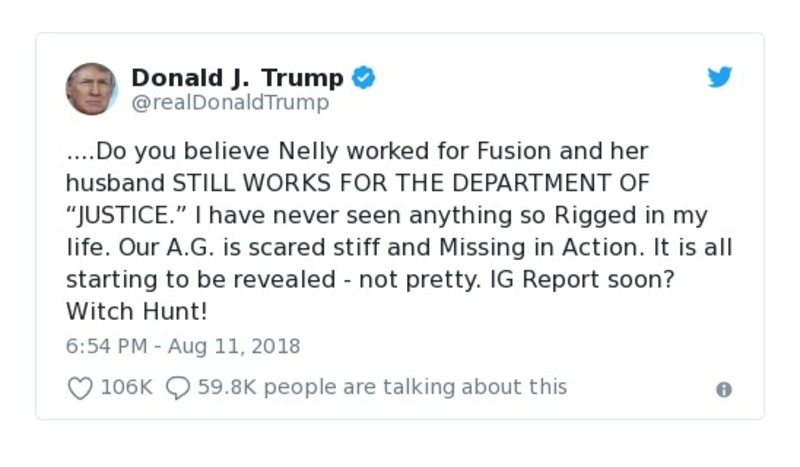 Donald J. Trump
@realDonaldTrump
....Do you believe Nelly worked for Fusion and her
husband STILL WORKS FOR THE DEPARTMENT OF
“JUSTICE.” I have never seen anything so Rigged in my
life. Our A.G. is scared stiff and Missing in Action. It is all
starting to be revealed - not pretty. IG Report soon?
Witch Hunt!
6:54 PM - Aug 11, 2018
106K 59.8K people are talking about this